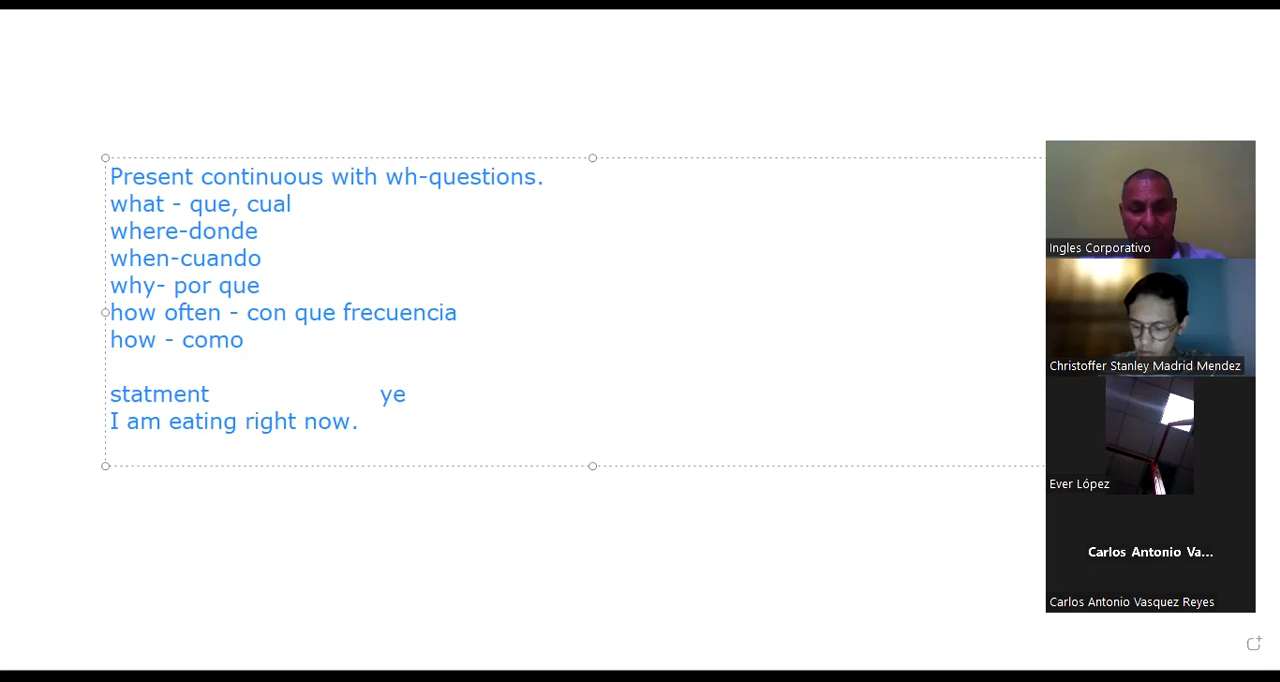 Present continuous with wh-questions.
what - que, cual
where-donde
when-cuando
why- por que
how often - con que frecuencia
how - como
statment ye
I am eating right now.
Ingles Corporativo
Christoffer Stanley Madrid Mendez
Ever López
Carlos Antonio Va...
Carlos Antonio Vasquez Reyes